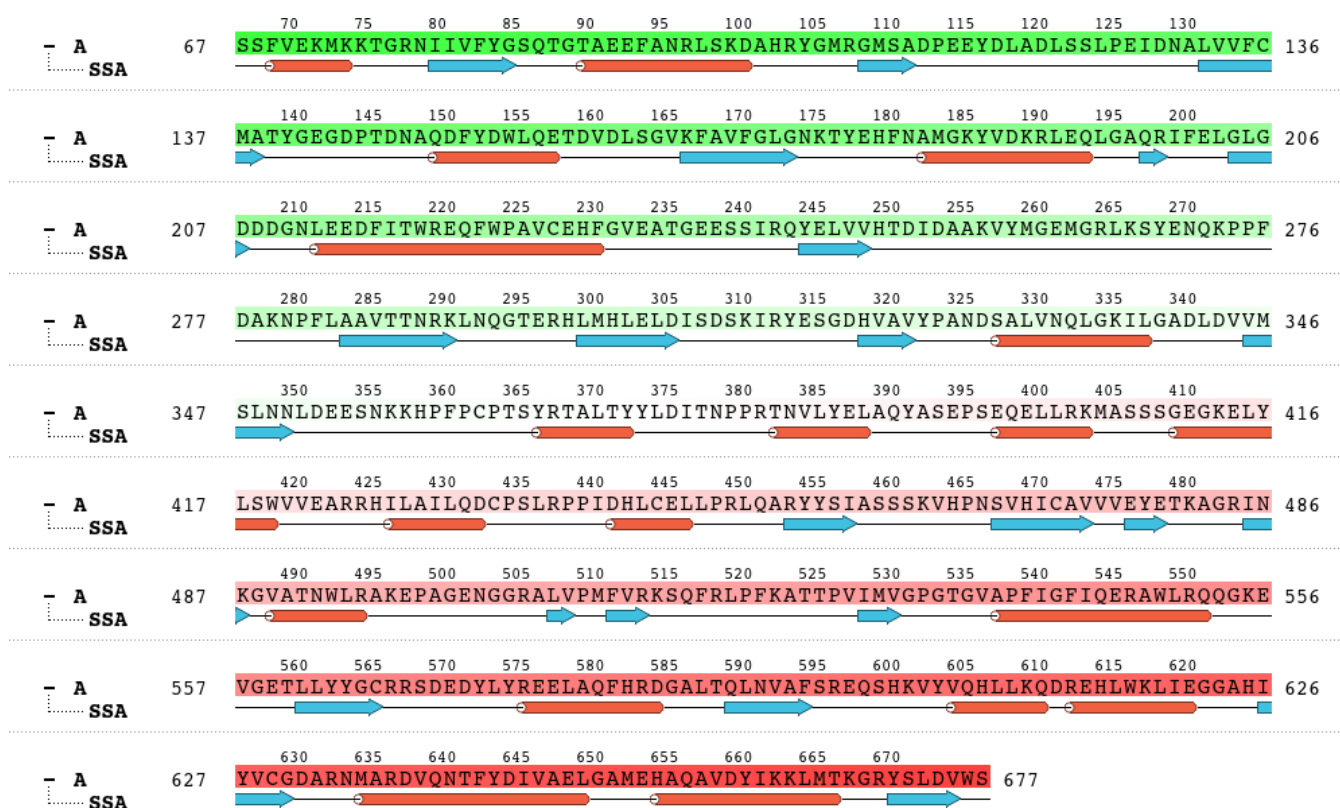 70 75 80 85 90 95 100 105 110 115 120 125 130
- A 67 SSFVEKMKKTGRNIIVFYGSQTGTAEEFANRLSKDAHRYGMRGMSADPEEYDLADLSSLPEIDNALVVFC 136
SSA
140 145 150 155 160 165 170 175 180 185 190 195 200
- A 137 MATYGEGDPTDNAQDFYDWLQETDVDLSGVKFAVFGLGNKTYEHFNAMGKYVDKRLEQLGAQRIFELGLG 206
SSA
210 215 220 225 230 235 240 245 250 255 260 265 270
- A 207 DDDGNLEEDFITWREQFWPAVCEHFGVEATGEESSIRQYELVVHTDIDAAKVYMGEMGRLKSYENQKPPF 276
SSA
280 285 290 295 300 305 310 315 320 325 330 335 340
- A 277 DAKNPFLAAVTTNRKLNQGTERHLMHLELDISDSKIRYESGDHVAVYPANDSALVNQLGKILGADLDVVM 346
SSA
350 355 360 365 370 375 380 385 390 395 400 405 410
- A 347 SLNNLDEESNKKHPFPCPTSYRTALTYYLDITNPPRTNVLYELAQYASEPSEQELLRKMASSSGEGKELY 416
SSA
420 425 430 435 440 445 450 455 460 465 470 475 480
- A 417 LSWVVEARRHILAILQDCPSLRPPIDHLCELLPRLQARYYSIASSSKVHPNSVHICAVVVEYETKAGRIN 486
SSA
490 495 500 505 510 515 520 525 530 535 540 545 550
- A 487 KGVATNWLRAKEPAGENGGRALVPMFVRKSQFRLPFKATTPVIMVGPGTGVAPFIGFIQERAWLRQQGKE 556
SSA
560 565 570 575 580 585 590 595 600 605 610 615 620
- A 557 VGETLLYYGCRRSDEDYLYREELAQFHRDGALTQLNVAFSREQSHKVYVQHLLKQDREHLWKLIEGGAHI 626
SSA
630 635 640 645 650 655 660 665 670
- A 627 YVCGDARNMARDVQNTFYDIVAELGAMEHAQAVDYIKKLMTKGRYSLDVWS 677
SSA